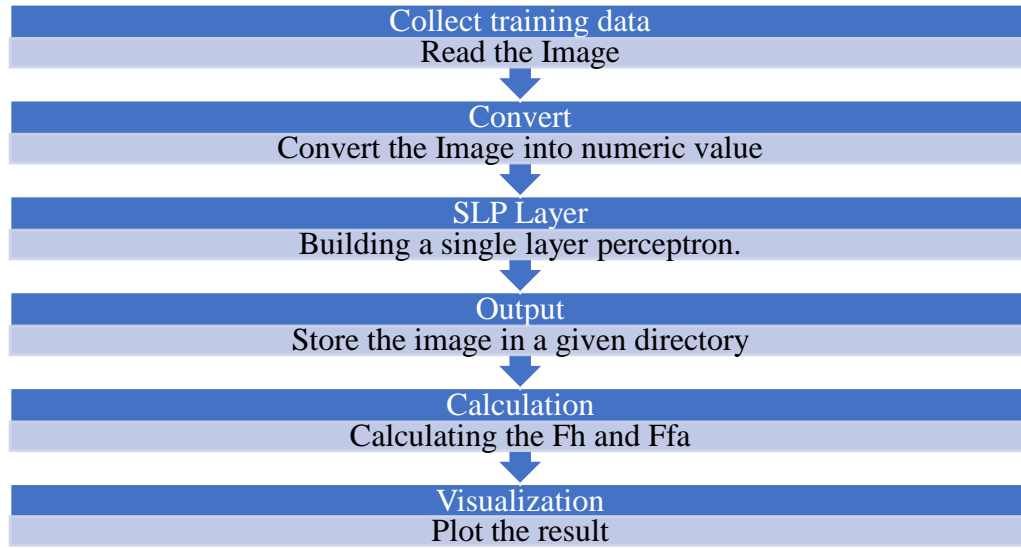 Collect training data
Read the Image
Convert
Convert the Image into numeric value
SLP Layer
Building a single layer perceptron.
Output
Store the image in a given directory
Calculation
Calculating the Fh and Ffa
Visualization
Plot the result